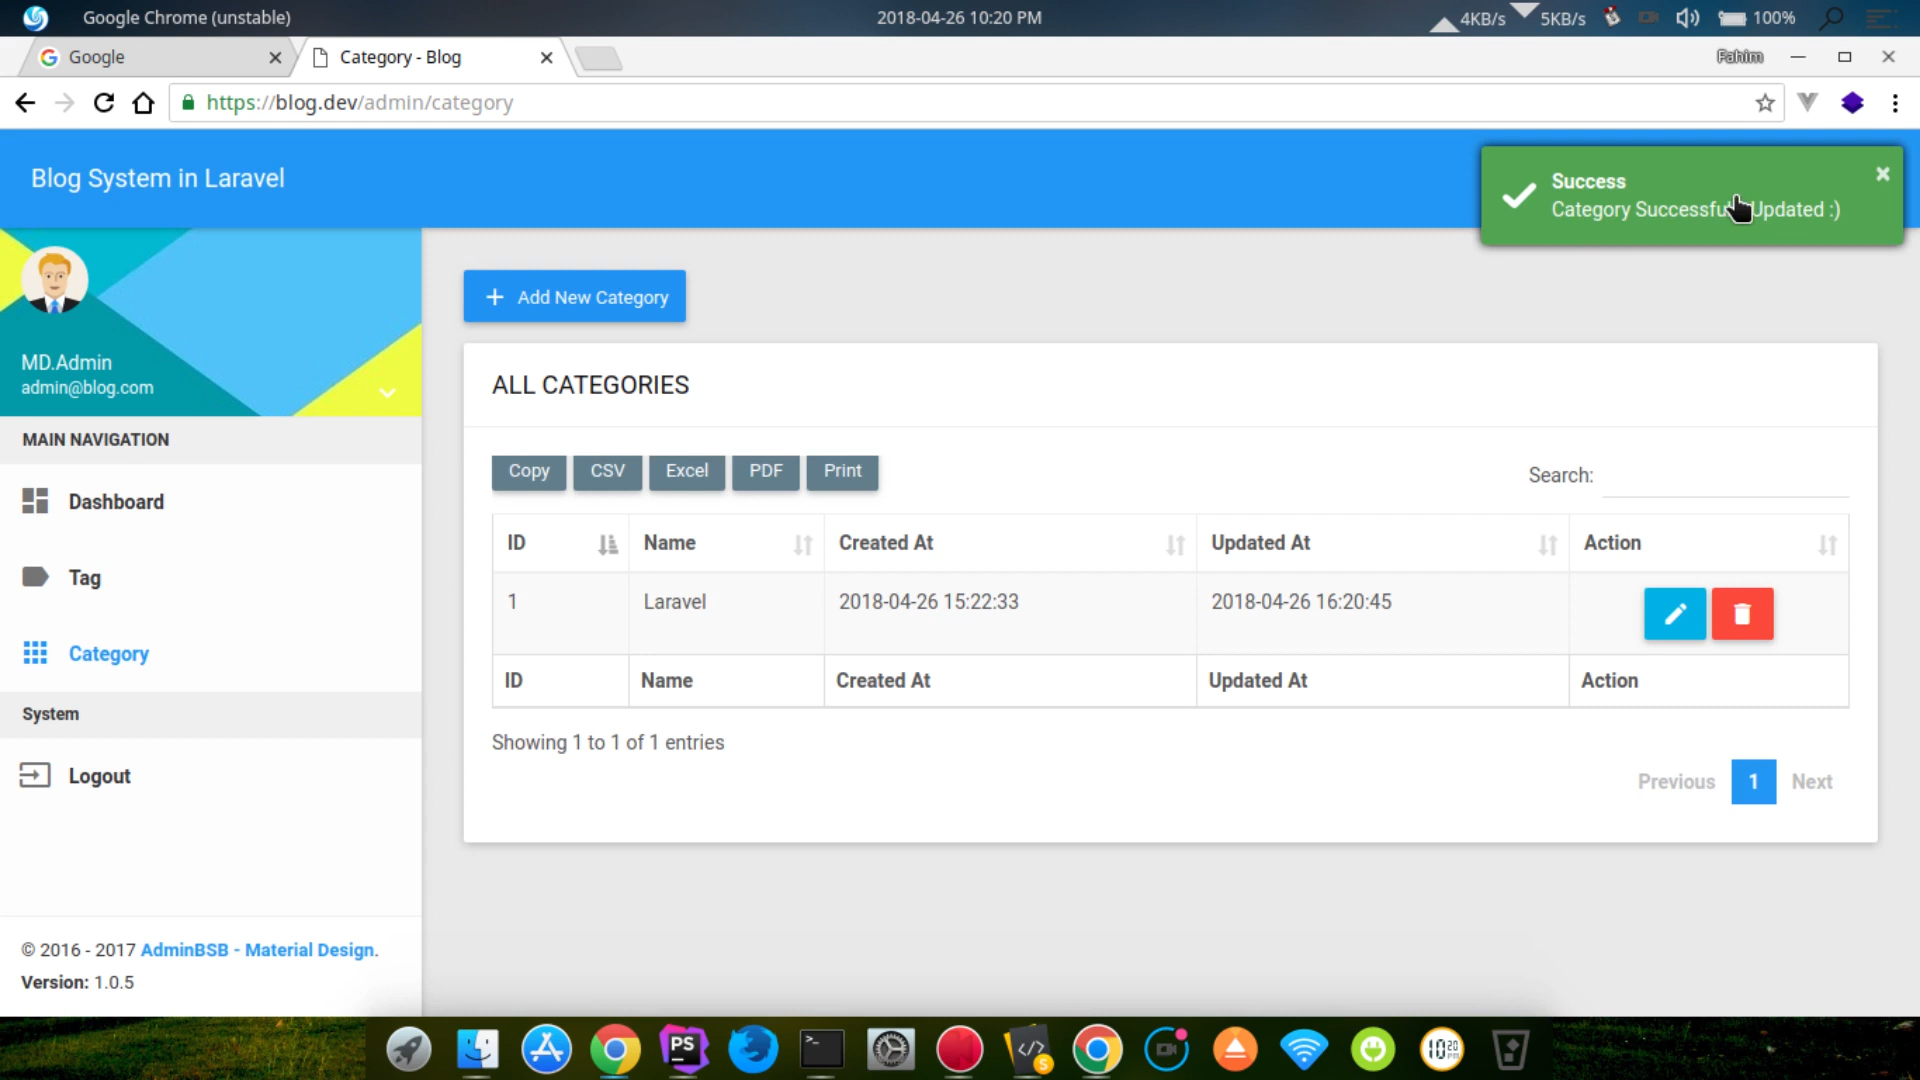 Google Chrome (unstable)
2018-04-26 10:20 PM
4KB/s
5KB/s
100%
Google
Category - Blog
Fahim
https://blog.dev/admin/category
Blog System in Laravel
Success
Category Updated :)
MD.Admin
admin@blog.com
MAIN NAVIGATION
Dashboard
Tag
Category
System
Logout
© 2016 - 2017 AdminBSB - Material Design.
Version: 1.0.5
Add New Category
ALL CATEGORIES
Copy CSV Excel PDF Print
Search:
ID Name Created At Updated At Action
1 Laravel 2018-04-26 15:22:33 2018-04-26 16:20:45
ID Name Created At Updated At Action
Showing 1 to 1 of 1 entries
Previous 1 Next
PS